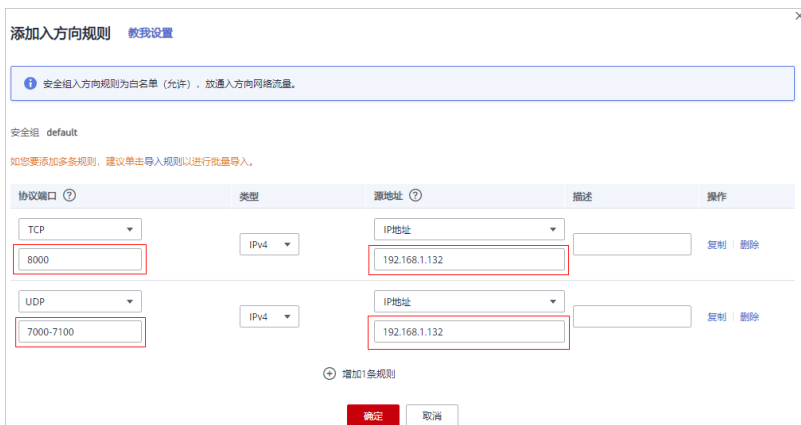 添加入方向规则 教我设置
安全组入方向规则为白名单（允许），放通入方向网络流量。
安全组 default
如您要添加多条规则，建议单击导入规则以进行批量导入。
协议端口 ? 类型 源地址 ? 描述 操作
TCP IP地址
IPv4 复制 | 删除
8000 192.168.1.132
UDP IP地址
IPv4 复制 | 删除
7000-7100 192.168.1.132
增加1条规则
确定 取消